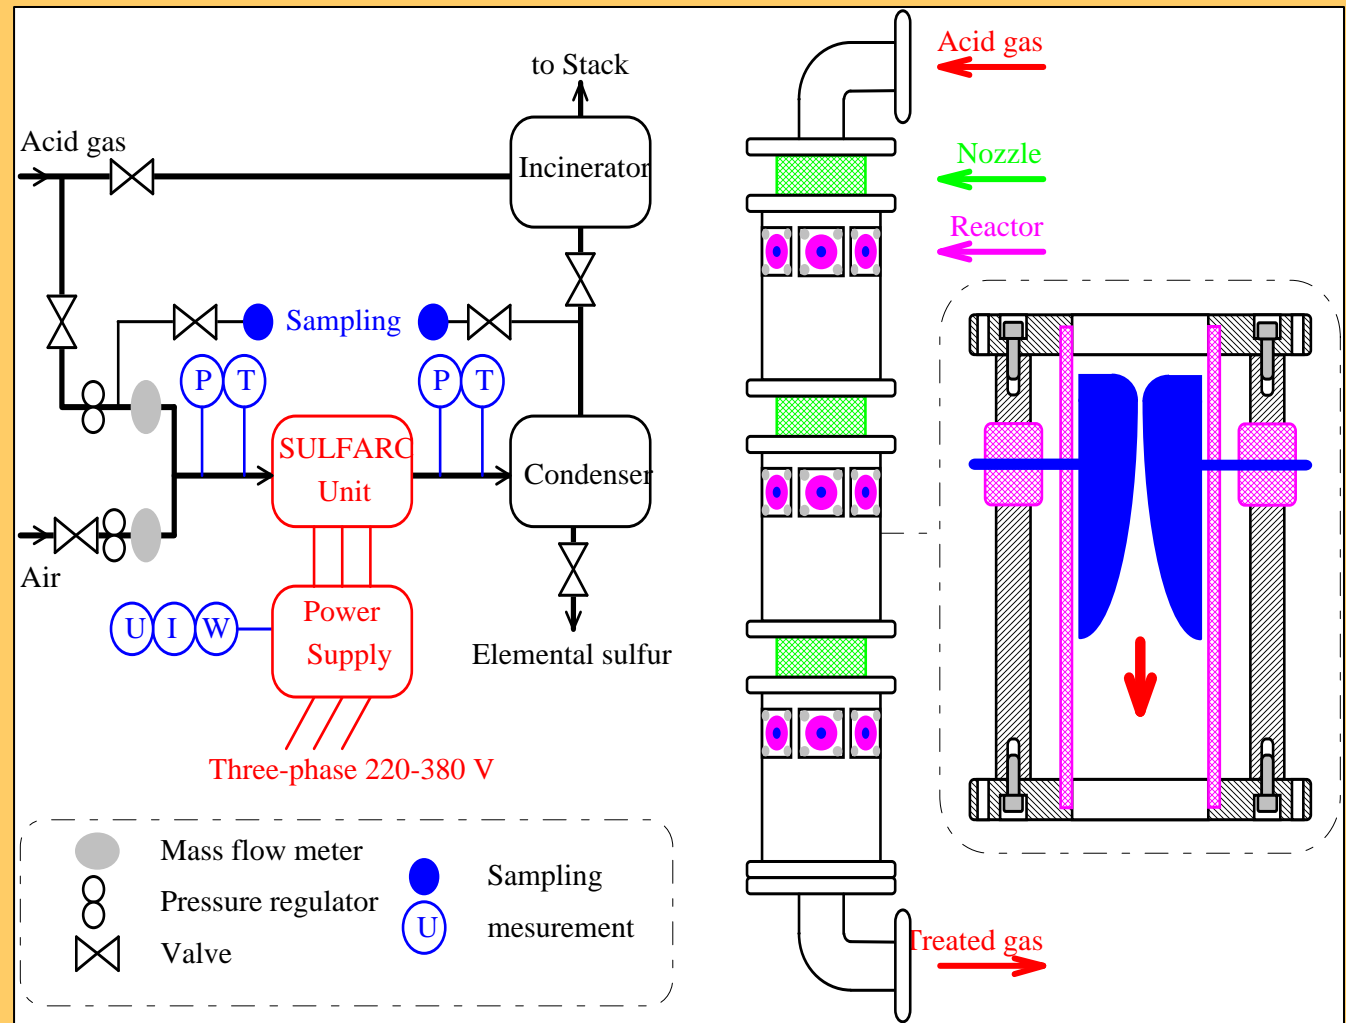 to Stack
Acid gas
Incinerator
Sampling
P T
P T
SULFARC
Unit
Condenser
Air
U I W
Power
Supply
Elemental sulfur
Three-phase 220-380 V
Mass flow meter
Pressure regulator
Valve
Sampling
U mesurement
Acid gas
Nozzle
Reactor
Treated gas